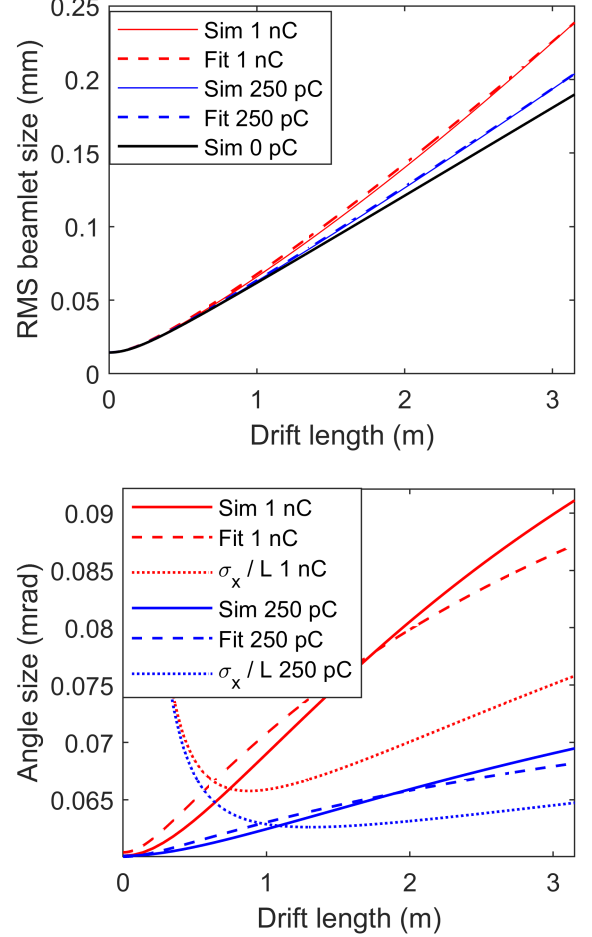 0.25
0.2
0.15
0.1
0.05
0
RMS beamlet size (mm)
Sim 1 nC
Fit 1 nC
Sim 250 pC
Fit 250 pC
Sim 0 pC
0 1 2 3
Drift length (m)
0.09
0.085
0.08
0.075
0.07
0.065
Angle size (mrad)
Sim 1 nC
Fit 1 nC
σx / L 1 nC
Sim 250 pC
Fit 250 pC
σx / L 250 pC
0 1 2 3
Drift length (m)